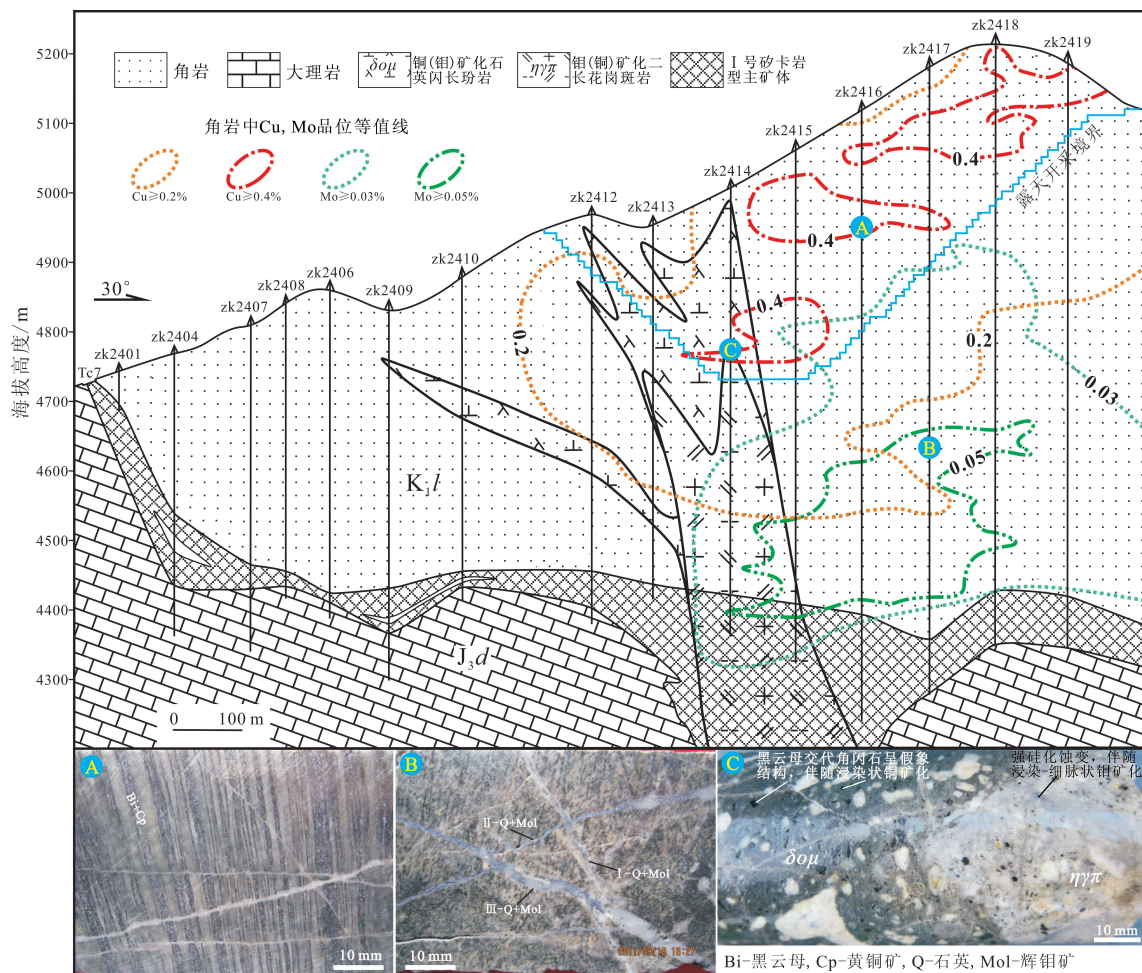 角岩
大理岩
δομ
铜(钼)矿化石
英闪长玢岩
ηγπ
钼(铜)矿化二
长花岗斑岩
Ⅰ号矽卡岩
型主矿体
角岩中Cu, Mo品位等值线
Cu≥0.2%
Cu≥0.4%
Mo≥0.03%
Mo≥0.05%
海拔高度/m
5200
5100
5000
4900
4800
4700
4600
4500
4400
4300
30°
Tc7
zk2401
zk2404
zk2407
zk2408
zk2406
zk2409
zk2410
zk2412
zk2413
zk2414
zk2415
zk2416
zk2417
zk2418
zk2419
露天开采境界
0.4
0.4
0.4
0.2
0.2
0.03
0.05
A
B
C
K₁l
J₃d
0 100 m
A
Bi+Cp
10 mm
B
Ⅱ-Q+Mol
Ⅰ-Q+Mol
Ⅲ-Q+Mol
10 mm
C
黑云母交代角闪石呈假象
结构，伴随浸染状铜矿化
强硅化蚀变，伴随
浸染-细脉状钼矿化
δομ
ηγπ
10 mm
Bi-黑云母, Cp-黄铜矿, Q-石英, Mol-辉钼矿